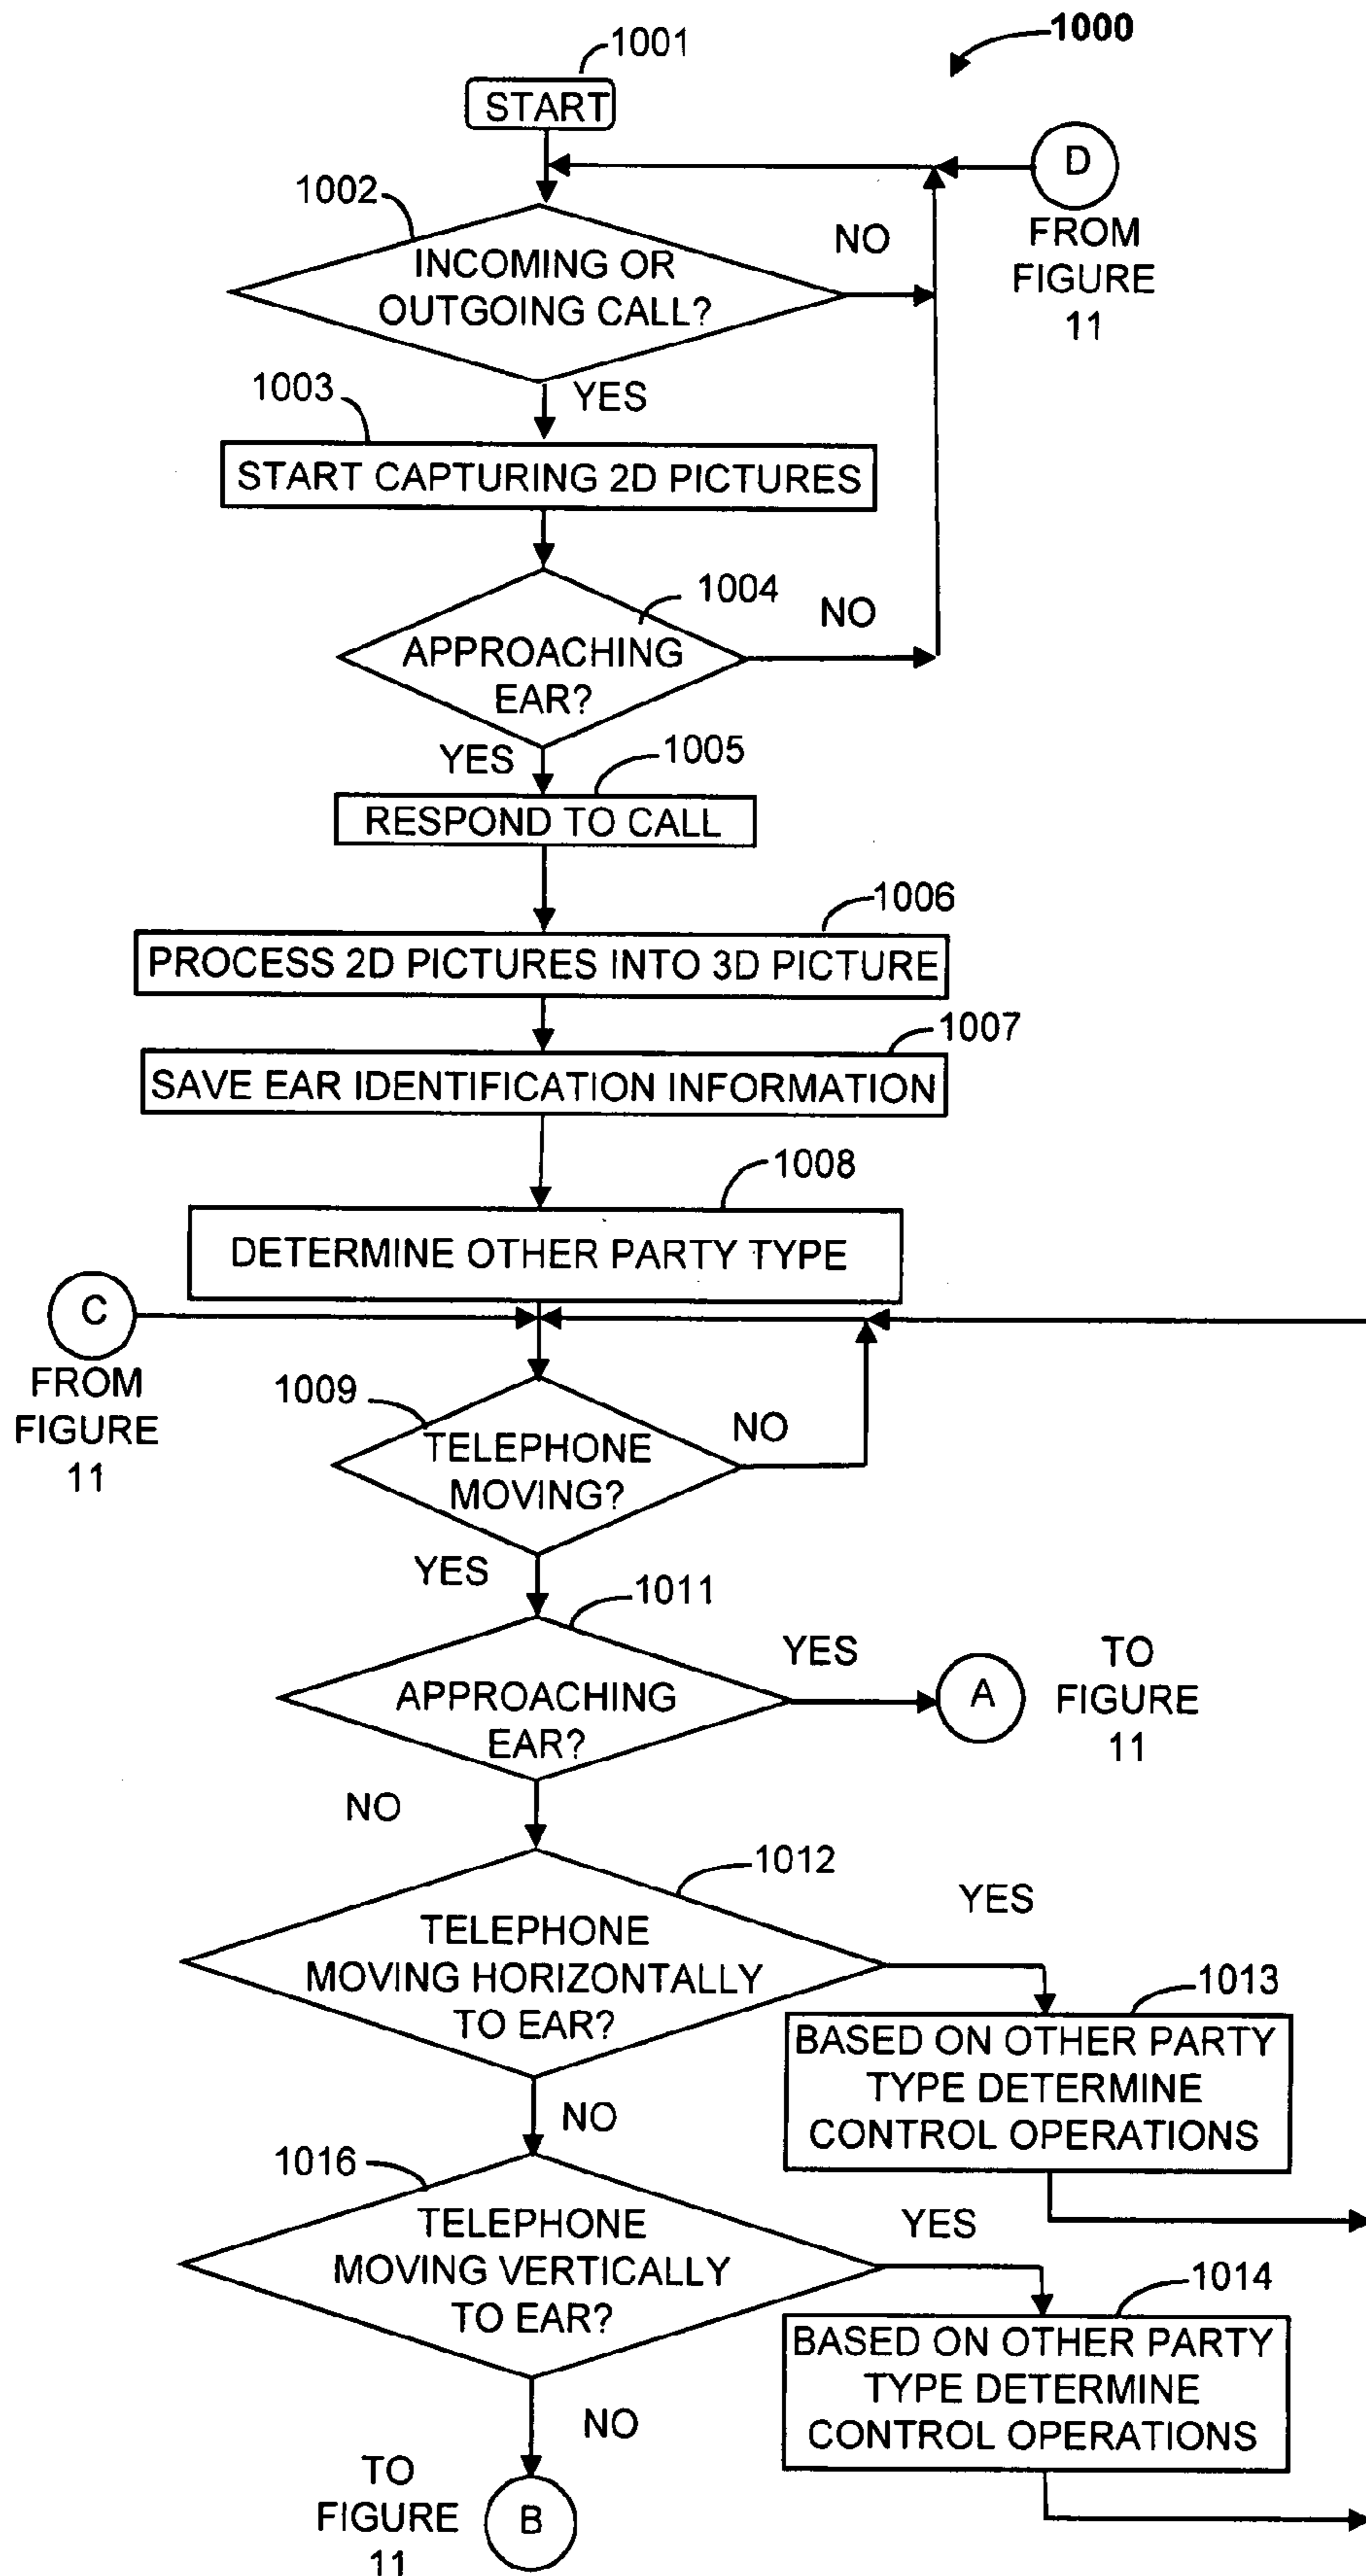 1000
1001
START
D
FROM
FIGURE
11
1002
INCOMING OR
OUTGOING CALL?
NO
YES
1003
START CAPTURING 2D PICTURES
1004
APPROACHING
EAR?
NO
YES
1005
RESPOND TO CALL
1006
PROCESS 2D PICTURES INTO 3D PICTURE
1007
SAVE EAR IDENTIFICATION INFORMATION
1008
DETERMINE OTHER PARTY TYPE
C
FROM
FIGURE
11
1009
TELEPHONE
MOVING?
NO
YES
1011
APPROACHING
EAR?
YES
A
TO
FIGURE
11
NO
1012
TELEPHONE
MOVING HORIZONTALLY
TO EAR?
YES
1013
BASED ON OTHER PARTY
TYPE DETERMINE
CONTROL OPERATIONS
NO
1016
TELEPHONE
MOVING VERTICALLY
TO EAR?
YES
1014
BASED ON OTHER PARTY
TYPE DETERMINE
CONTROL OPERATIONS
NO
TO
FIGURE
11
B